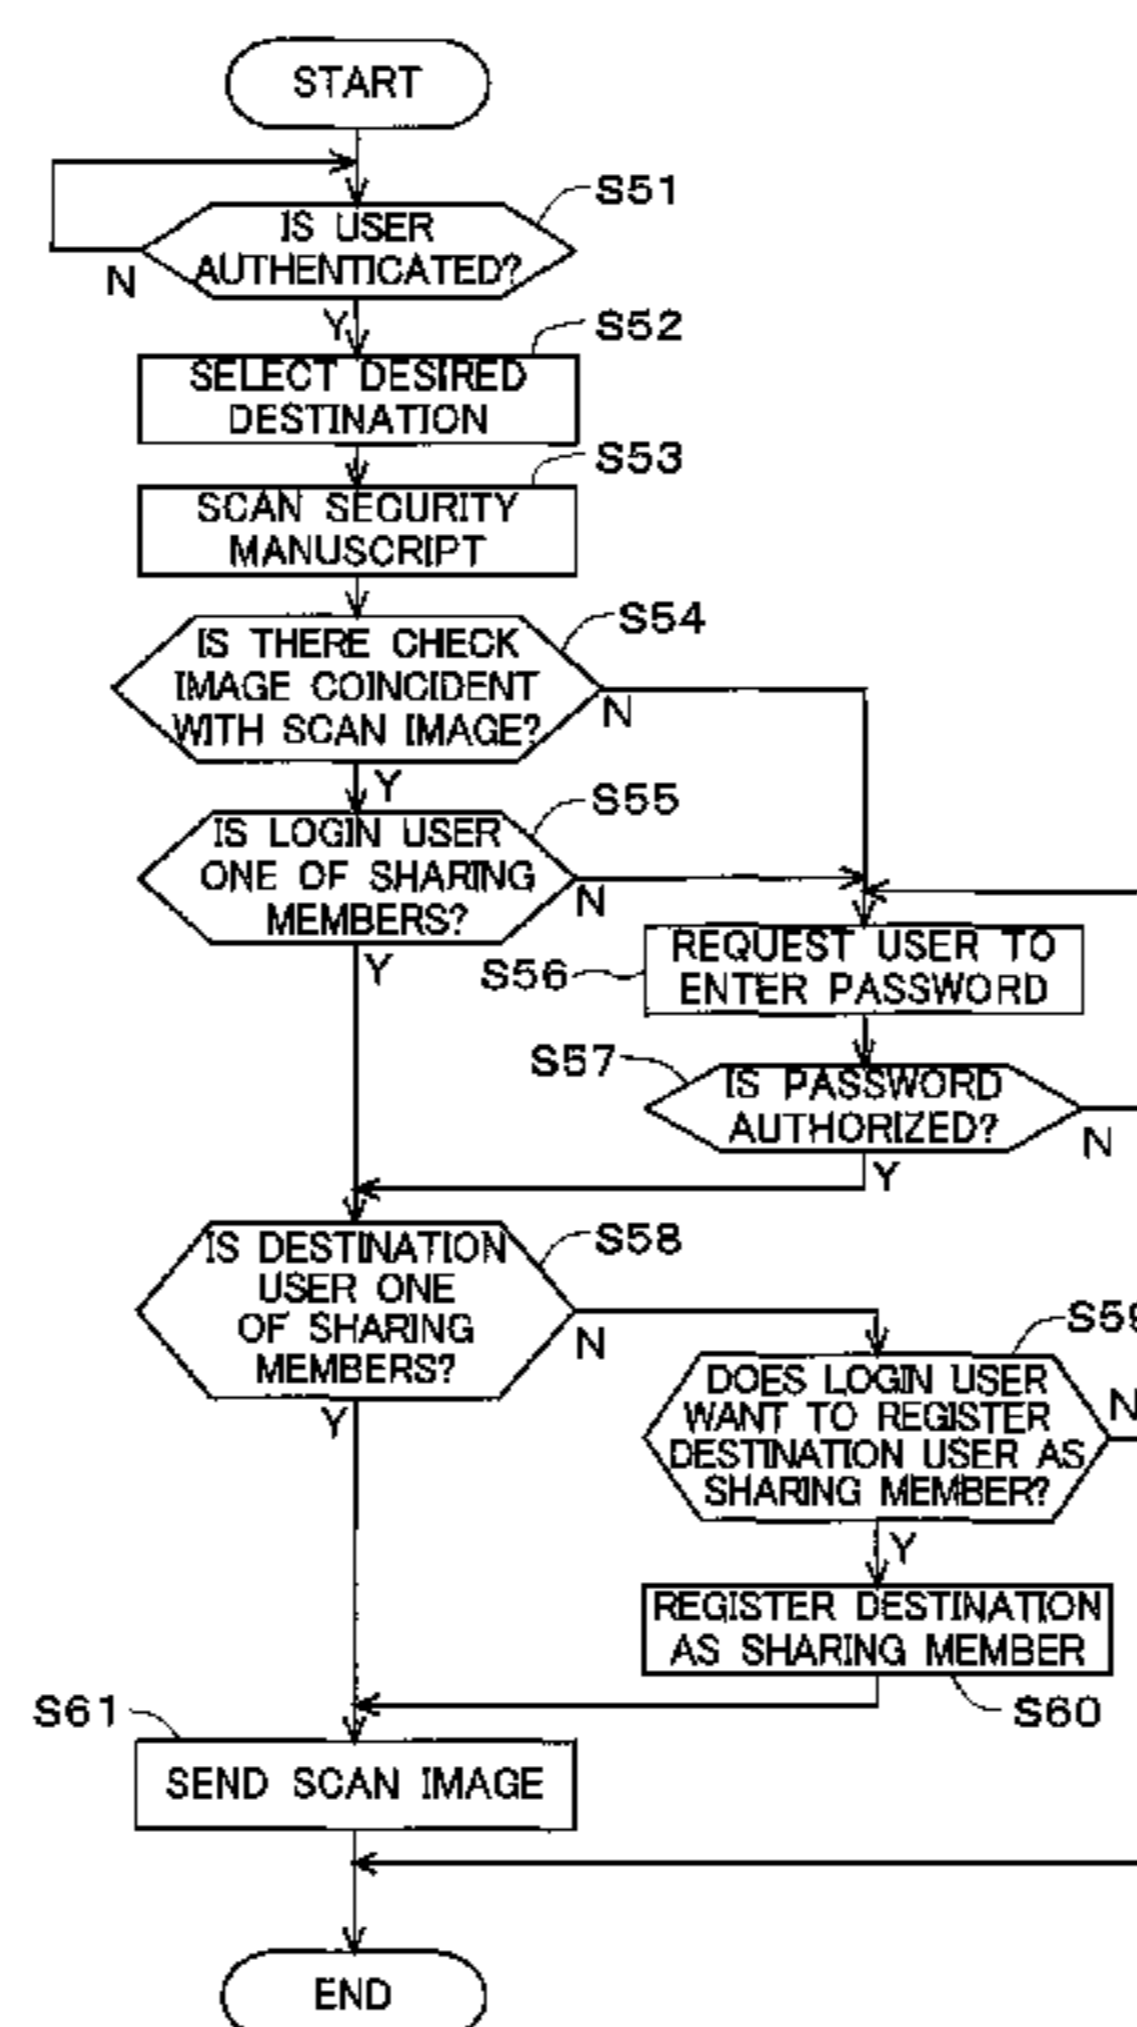 START
S51
IS USER
AUTHENTICATED?
N
Y
S52
SELECT DESIRED
DESTINATION
S53
SCAN SECURITY
MANUSCRIPT
S54
IS THERE CHECK
IMAGE COINCIDENT
WITH SCAN IMAGE?
N
Y
S55
IS LOGIN USER
ONE OF SHARING
MEMBERS?
N
Y
S56
REQUEST USER TO
ENTER PASSWORD
S57
IS PASSWORD
AUTHORIZED?
N
Y
S58
IS DESTINATION
USER ONE
OF SHARING
MEMBERS?
N
Y
S59
DOES LOGIN USER
WANT TO REGISTER
DESTINATION USER AS
SHARING MEMBER?
N
Y
REGISTER DESTINATION
AS SHARING MEMBER
S60
S61
SEND SCAN IMAGE
END